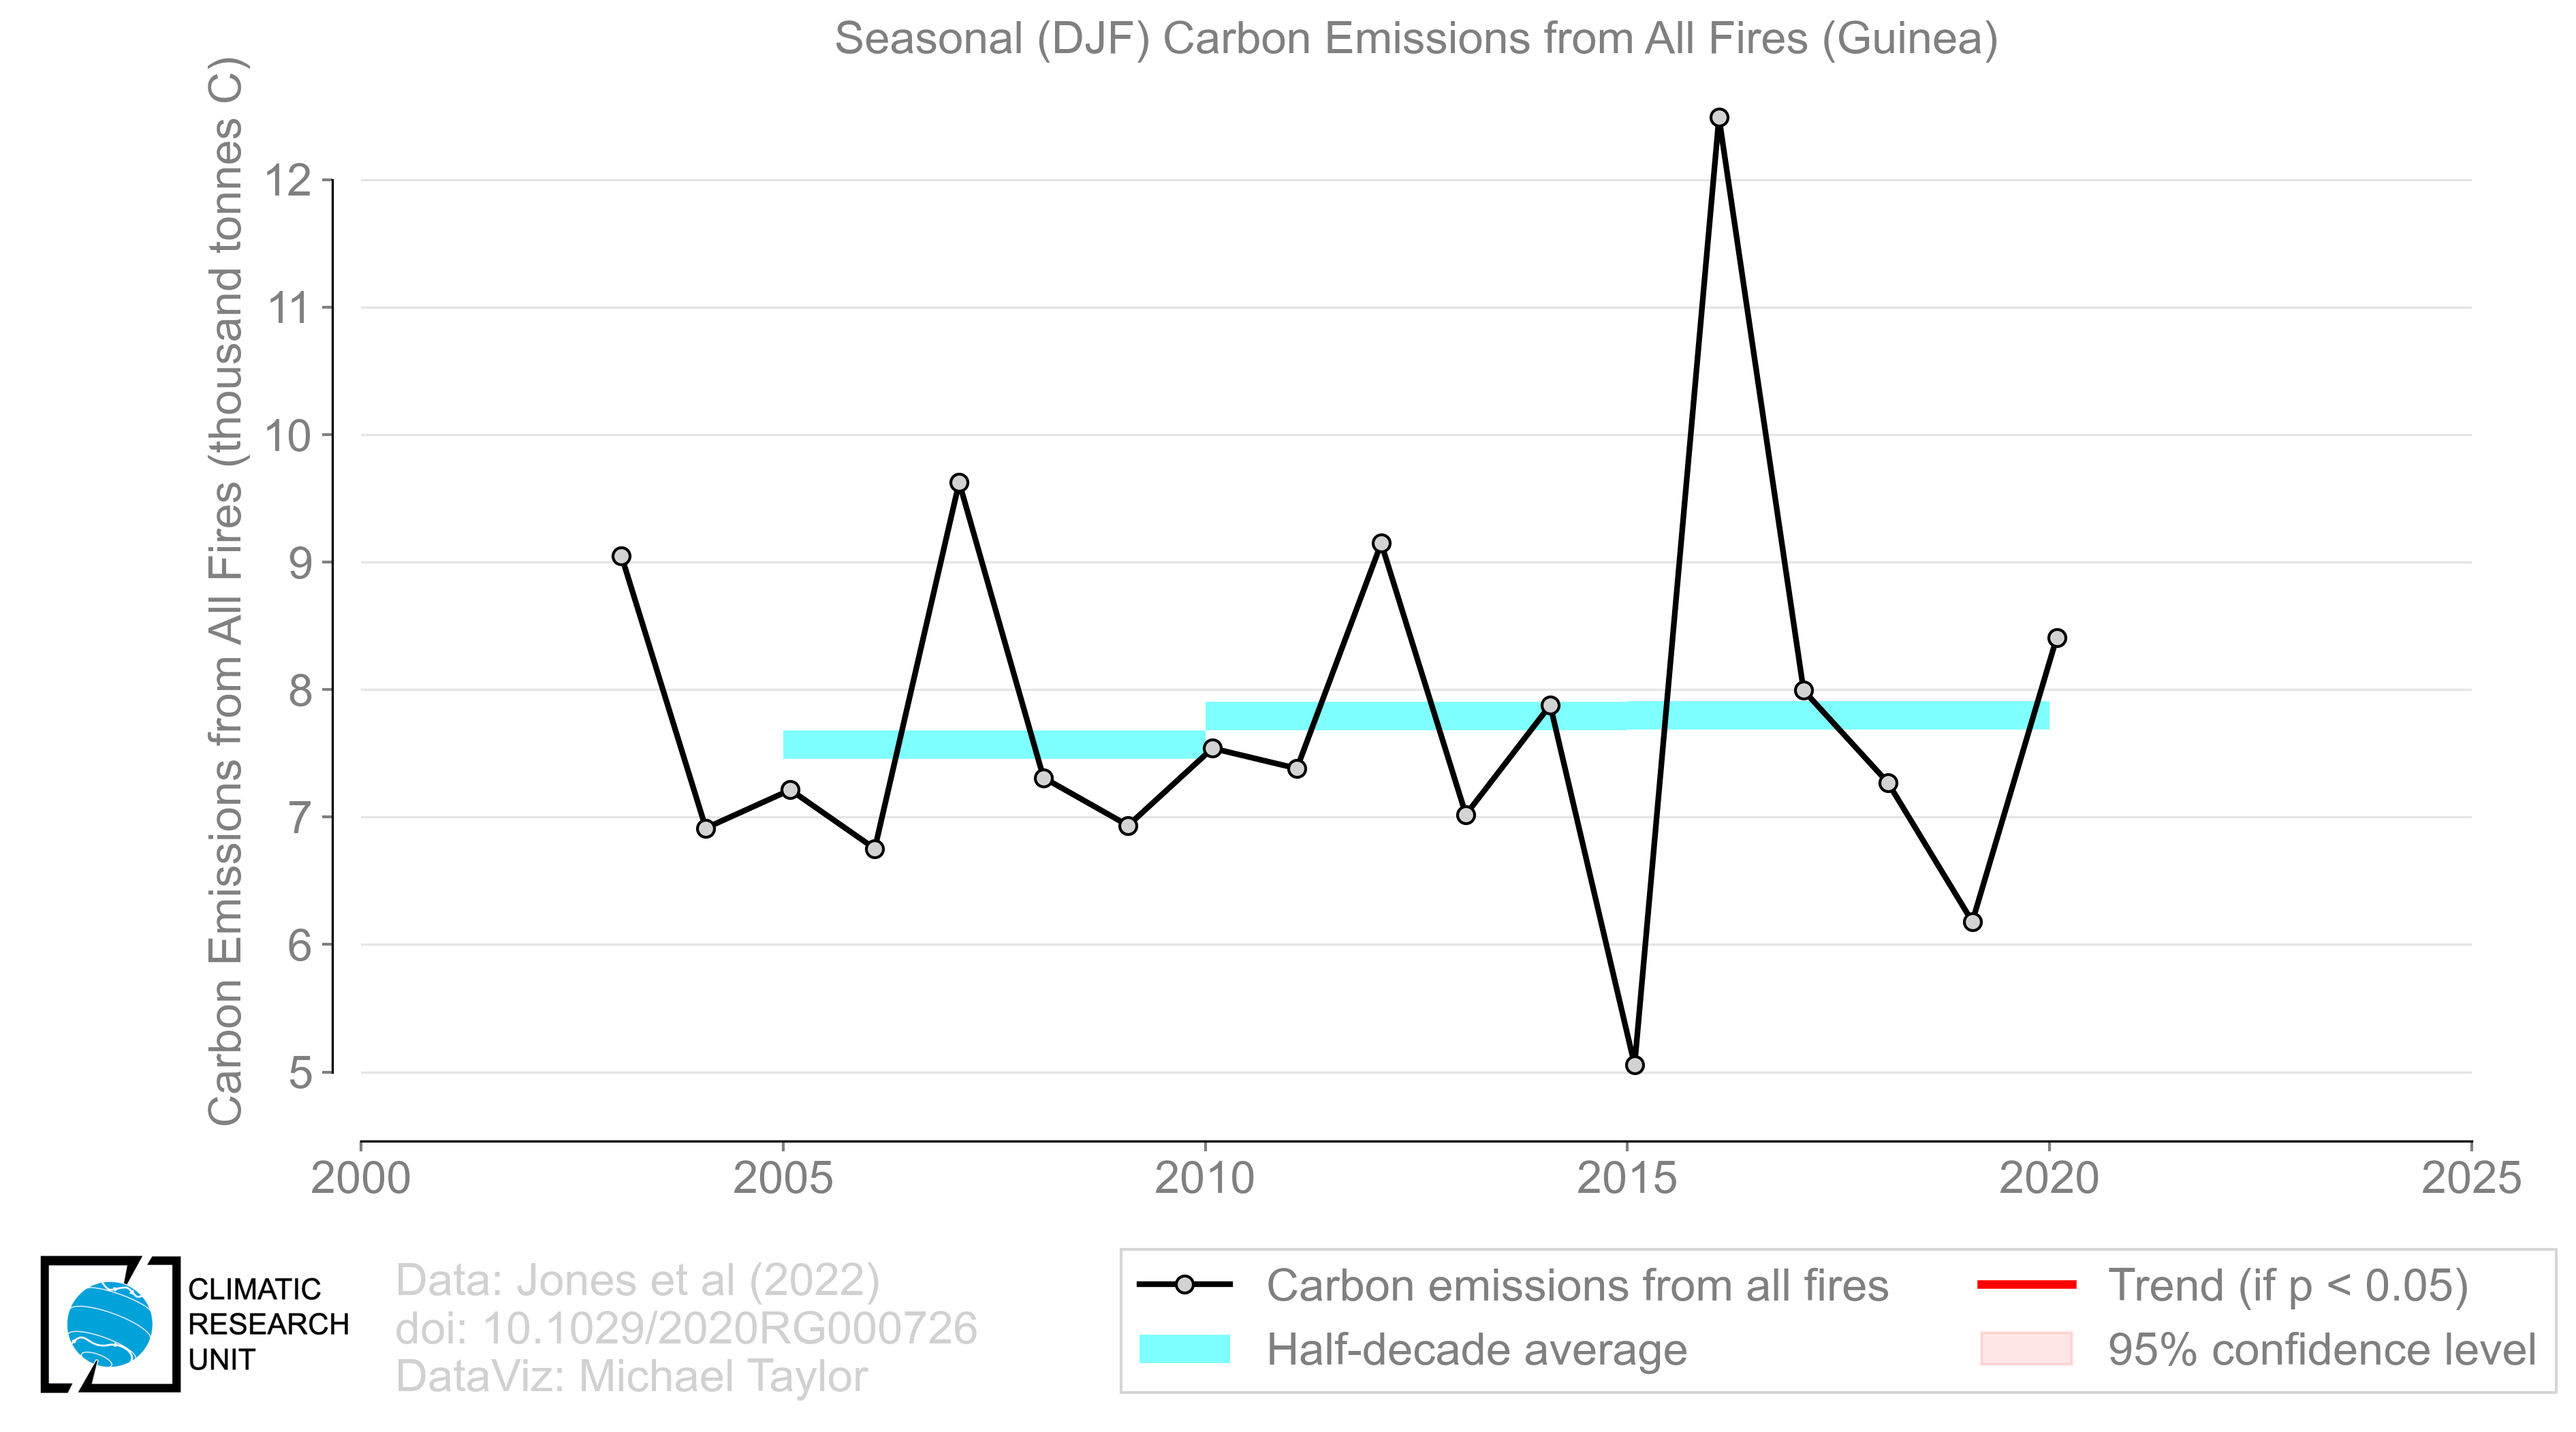 Seasonal (DJF) Carbon Emissions from All Fires (Guinea)
Carbon Emissions from All Fires (thousand tonnes C)
12
11
10
9
8
7
6
5
2000 2005 2010 2015 2020 2025
CLIMATIC
RESEARCH
UNIT
Data: Jones et al (2022)
doi: 10.1029/2020RG000726
DataViz: Michael Taylor
Carbon emissions from all fires
Half-decade average
Trend (if p < 0.05)
95% confidence level